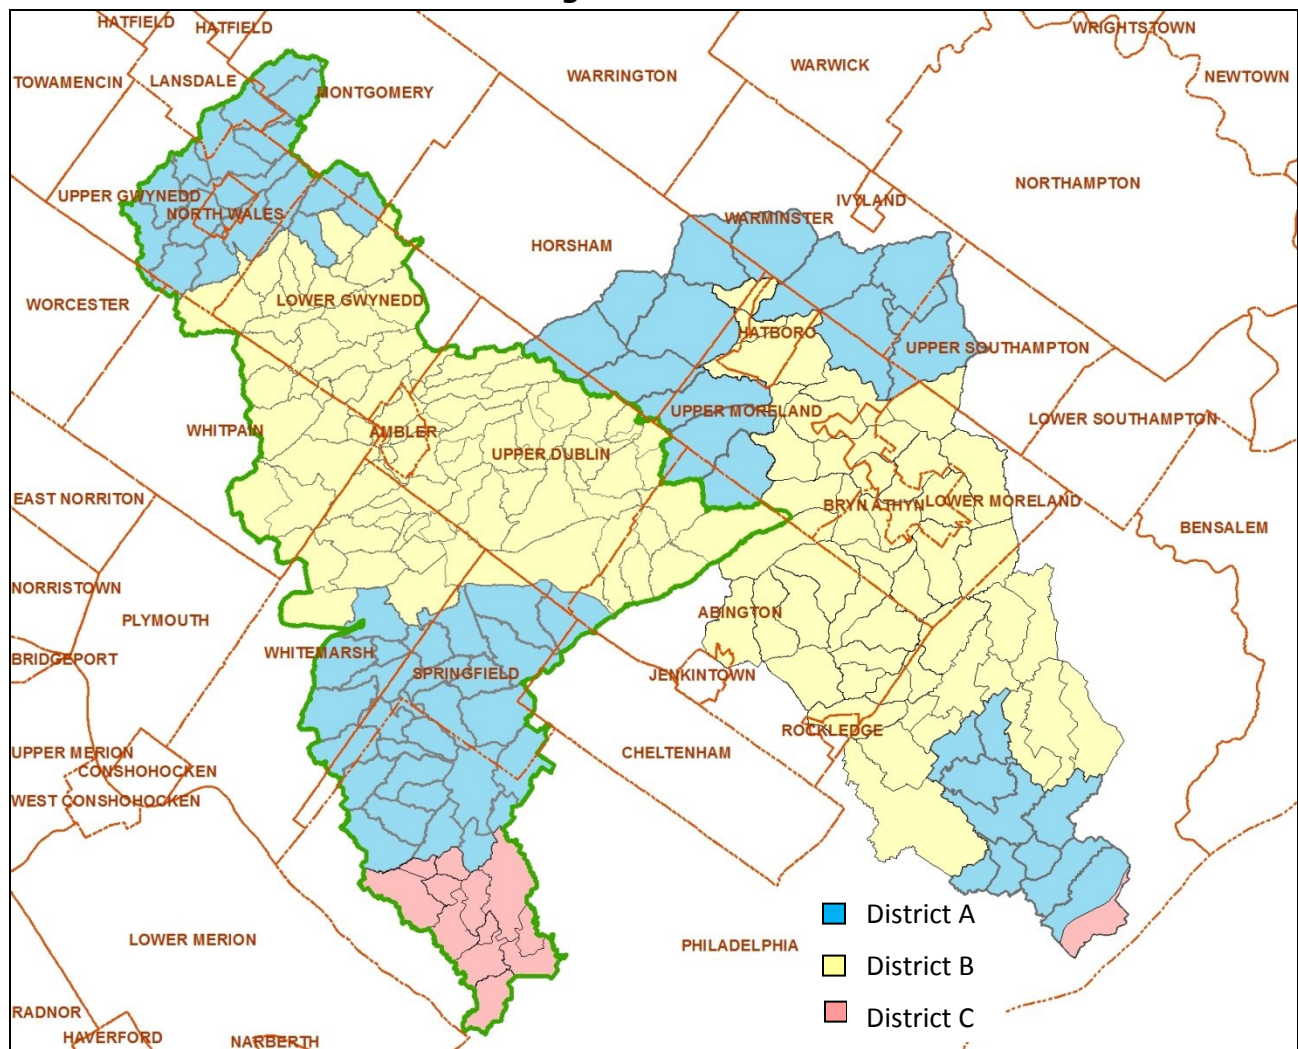 HATFIELD
HATFIELD
WRIGHTSTOWN
TOWAMENCIN
LANSDALE
MONTGOMERY
WARRINGTON
WARWICK
NEWTOWN
UPPER GWYNEDD
NORTH WALES
IVYLAND
NORTHAMPTON
WARMINSTER
HORSHAM
WORCESTER
LOWER GWYNEDD
HATBORO
UPPER SOUTHAMPTON
WHITPAIN
AMBLER
UPPER MORELAND
LOWER SOUTHAMPTON
UPPER DUBLIN
EAST NORRITON
BRYN ATHYN
LOWER MORELAND
BENSALEM
NORRISTOWN
PLYMOUTH
ABINGTON
BRIDGEPORT
WHITEMARSH
SPRINGFIELD
JENKINTOWN
ROCKLEDGE
UPPER MERION
CONSHOHOCKEN
CHELTENHAM
WEST CONSHOHOCKEN
LOWER MERION
PHILADELPHIA
RADNOR
HAVERFORD
NARBERTH
District A
District B
District C